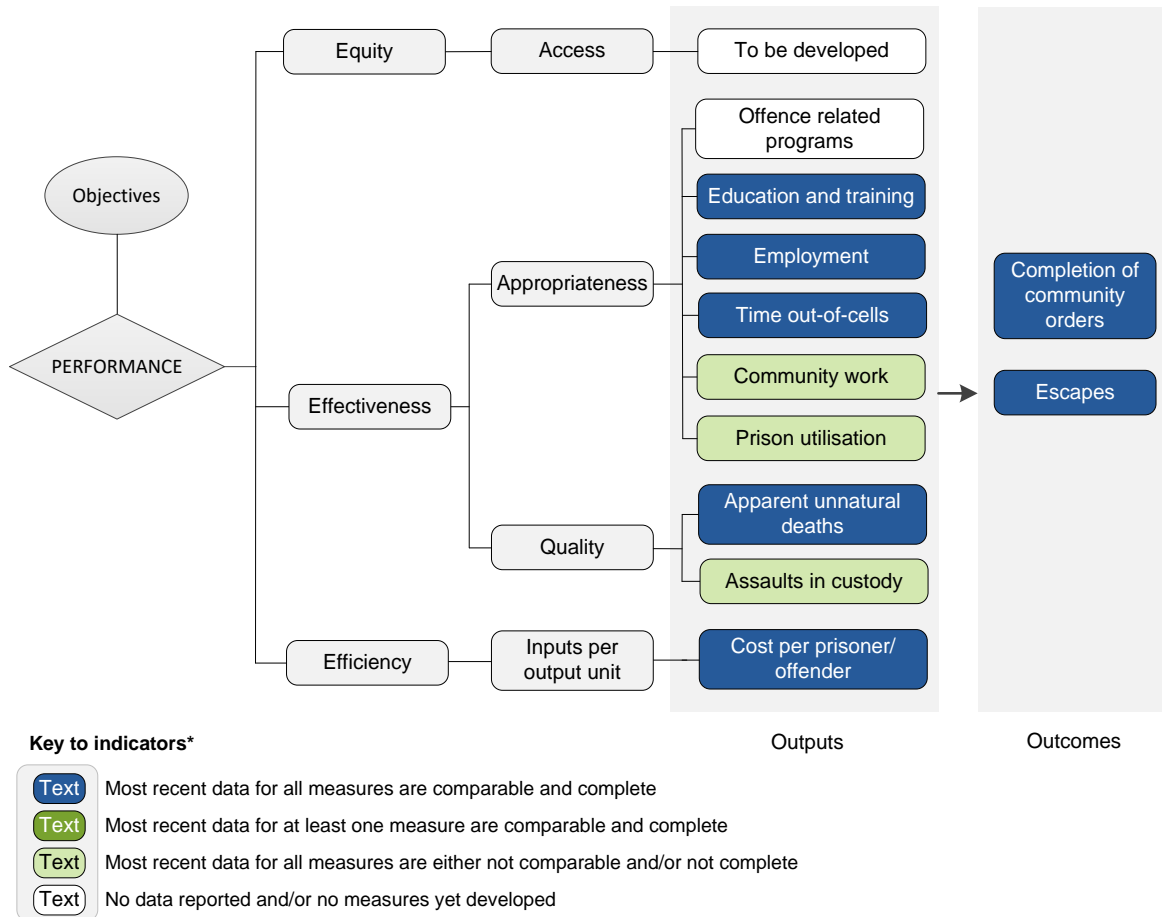 Equity
Access
To be developed
Offence related
programs
Objectives
Education and training
Employment
Completion of
community
orders
Appropriateness
Time out-of-cells
PERFORMANCE
Community work
Escapes
Effectiveness
Prison utilisation
Apparent unnatural
deaths
Quality
Assaults in custody
Efficiency
Inputs per
output unit
Cost per prisoner/
offender
Outputs
Outcomes
Key to indicators*
Text Most recent data for all measures are comparable and complete
Text Most recent data for at least one measure are comparable and complete
Text Most recent data for all measures are either not comparable and/or not complete
Text No data reported and/or no measures yet developed